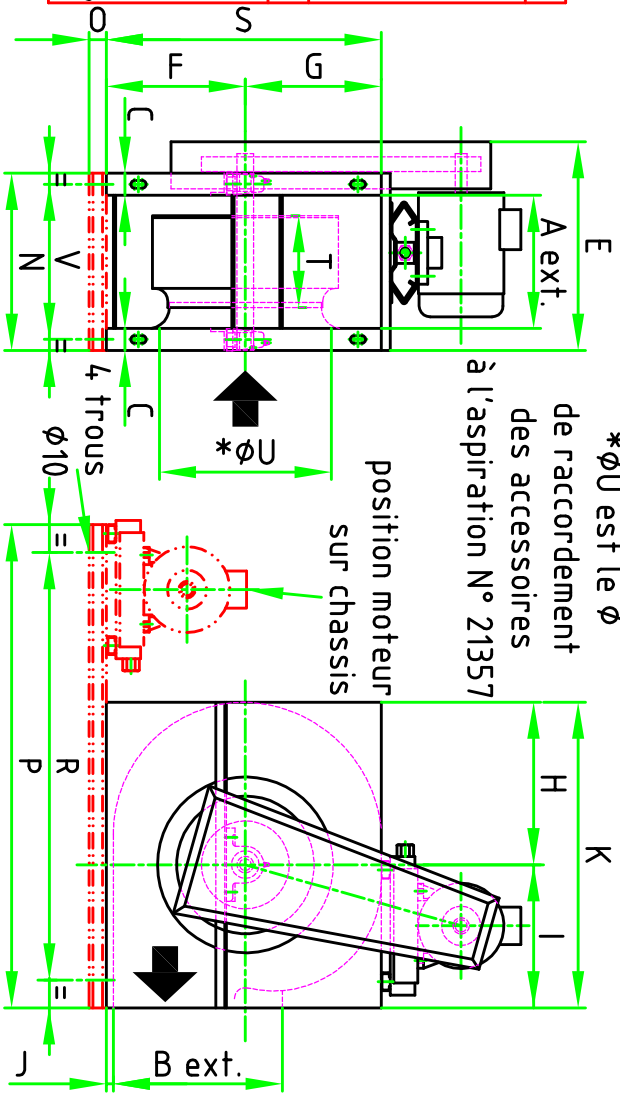 O
S
F
G
C
=
V
N
=
C
T
A ext.
E
*øU
4 trous
ø10
*øU est le ø
de raccordement
des accessoires
à l'aspiration N° 21357
position moteur
sur chassis
=
R
P
=
H
K
I
J
B ext.